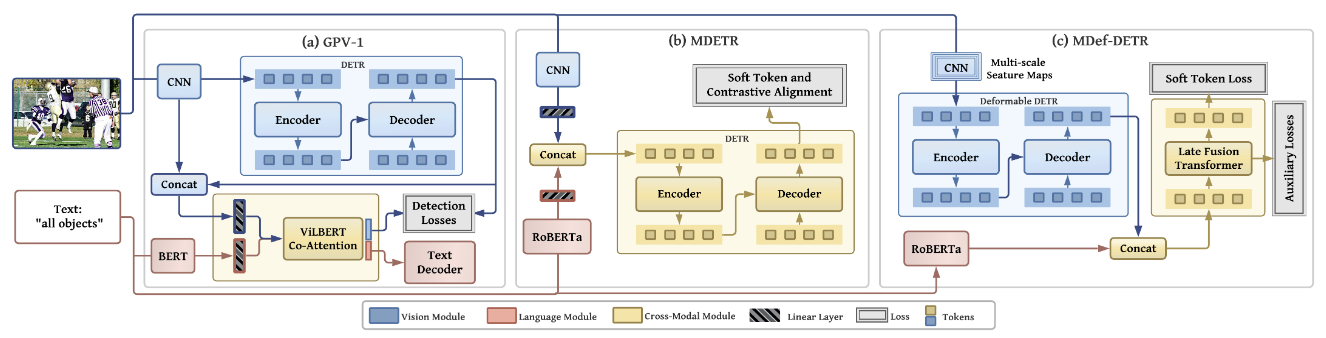 (a) GPV-1
CNN
DETR
Encoder
Decoder
Concat
Text:
"all objects"
BERT
ViLBERT
Co-Attention
Detection
Losses
Text
Decoder
(b) MDETR
CNN
Soft Token and
Contrastive Alignment
Concat
DETR
Encoder
Decoder
RoBERTa
(c) MDef-DETR
CNN
Multi-scale
Seature Maps
Deformable DETR
Encoder
Decoder
Soft Token Loss
Late Fusion
Transformer
Auxiliary Losses
RoBERTa
Concat
Vision Module
Language Module
Cross-Modal Module
Linear Layer
Loss
Tokens